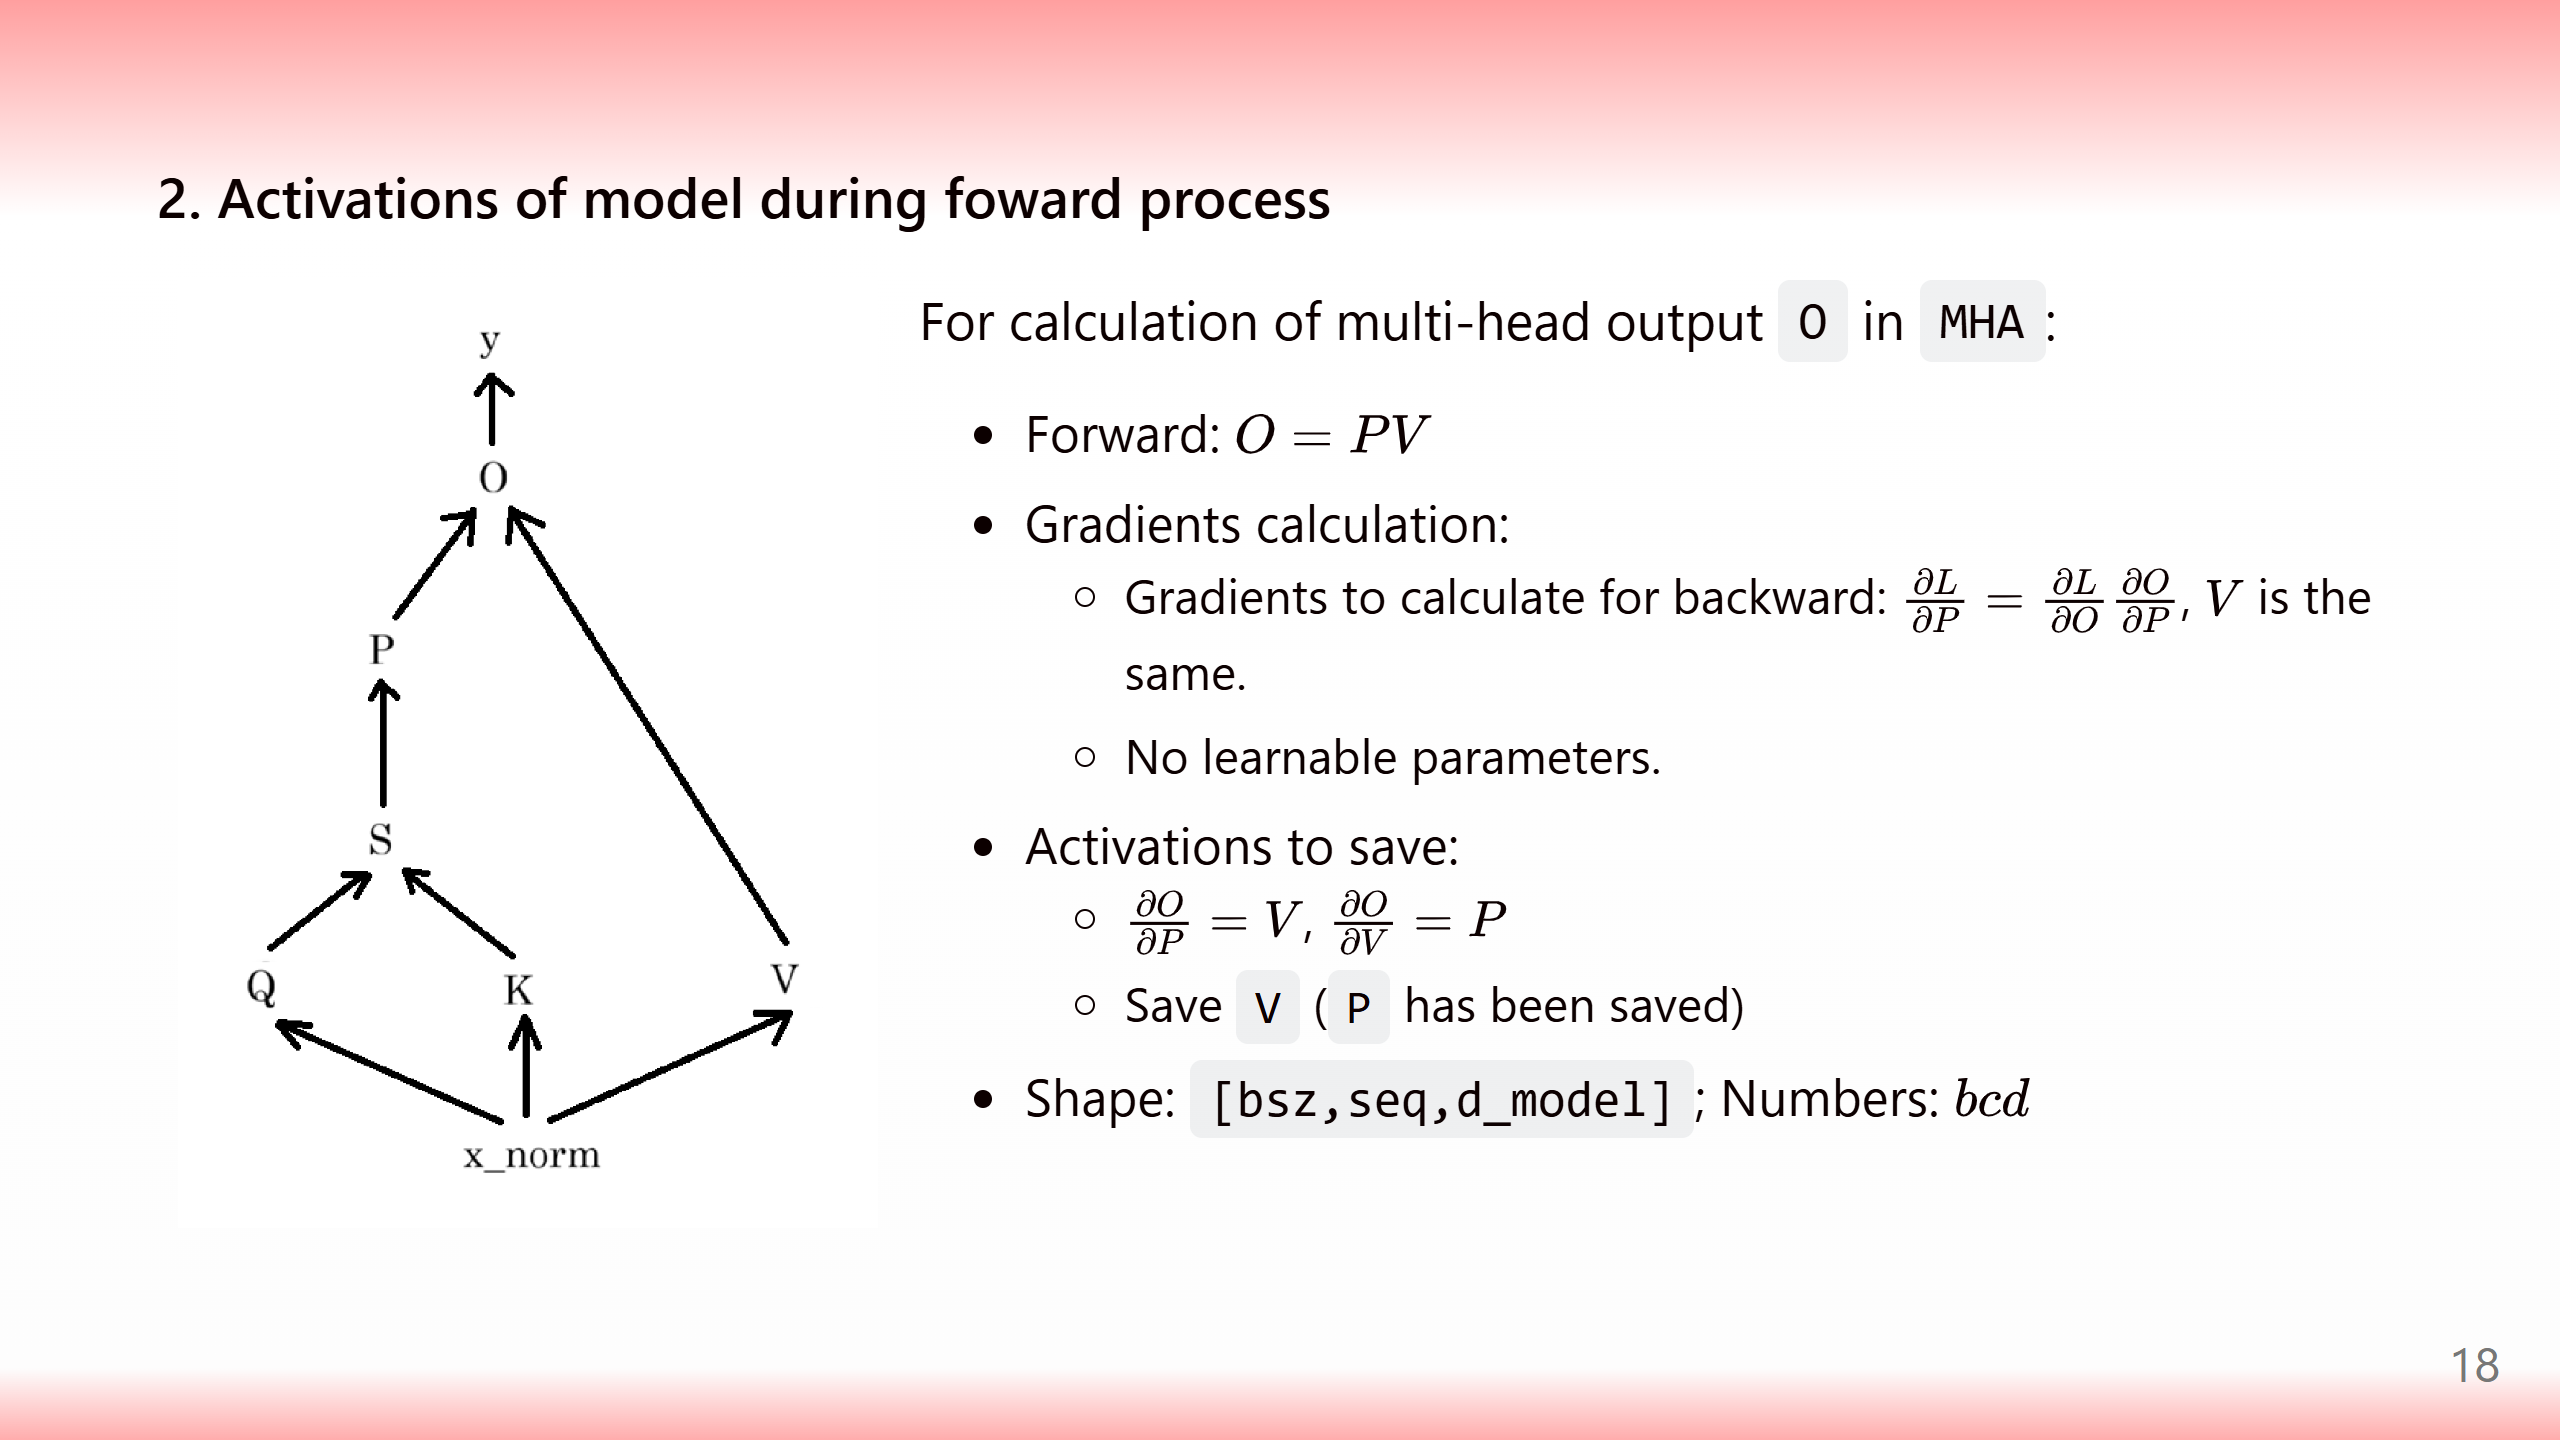 2. Activations of model during foward process
y
O
P
S
Q
K
V
x_norm
For calculation of multi-head output O in MHA :
• Forward: O = PV
• Gradients calculation:
○ Gradients to calculate for backward: ∂L/∂P = ∂L/∂O ∂O/∂P, V is the
same.
○ No learnable parameters.
• Activations to save:
○ ∂O/∂P = V, ∂O/∂V = P
○ Save V ( P has been saved)
• Shape: [bsz,seq,d_model] ; Numbers: bcd
18